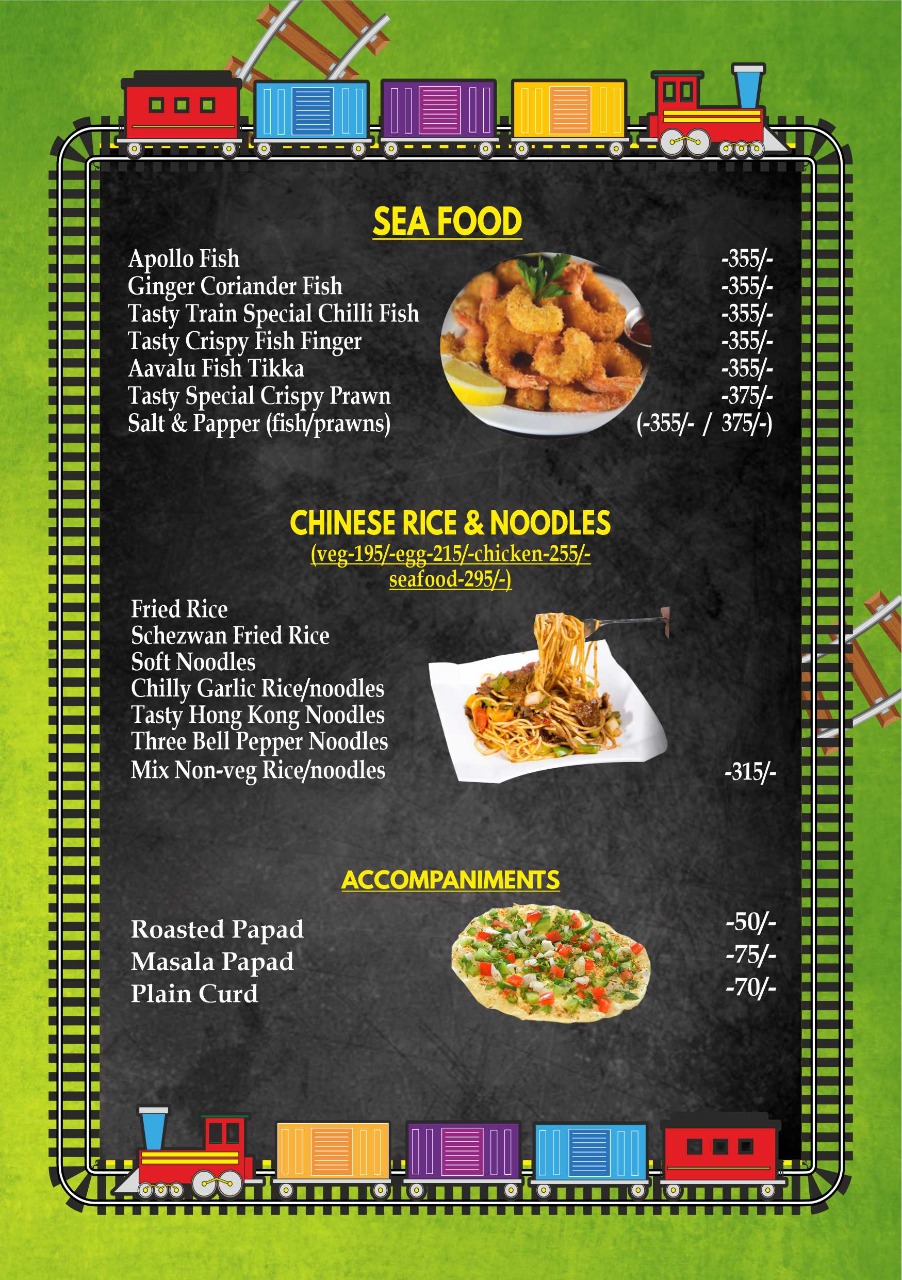 SEA FOOD
Apollo Fish -355/-
Ginger Coriander Fish -355/-
Tasty Train Special Chilli Fish -355/-
Tasty Crispy Fish Finger -355/-
Aavalu Fish Tikka -355/-
Tasty Special Crispy Prawn -375/-
Salt & Papper (fish/prawns) (-355/- / 375/-)
CHINESE RICE & NOODLES
(veg-195/-egg-215/-chicken-255/-
seafood-295/-)
Fried Rice
Schezwan Fried Rice
Soft Noodles
Chilly Garlic Rice/noodles
Tasty Hong Kong Noodles
Three Bell Pepper Noodles
Mix Non-veg Rice/noodles -315/-
ACCOMPANIMENTS
Roasted Papad -50/-
Masala Papad -75/-
Plain Curd -70/-